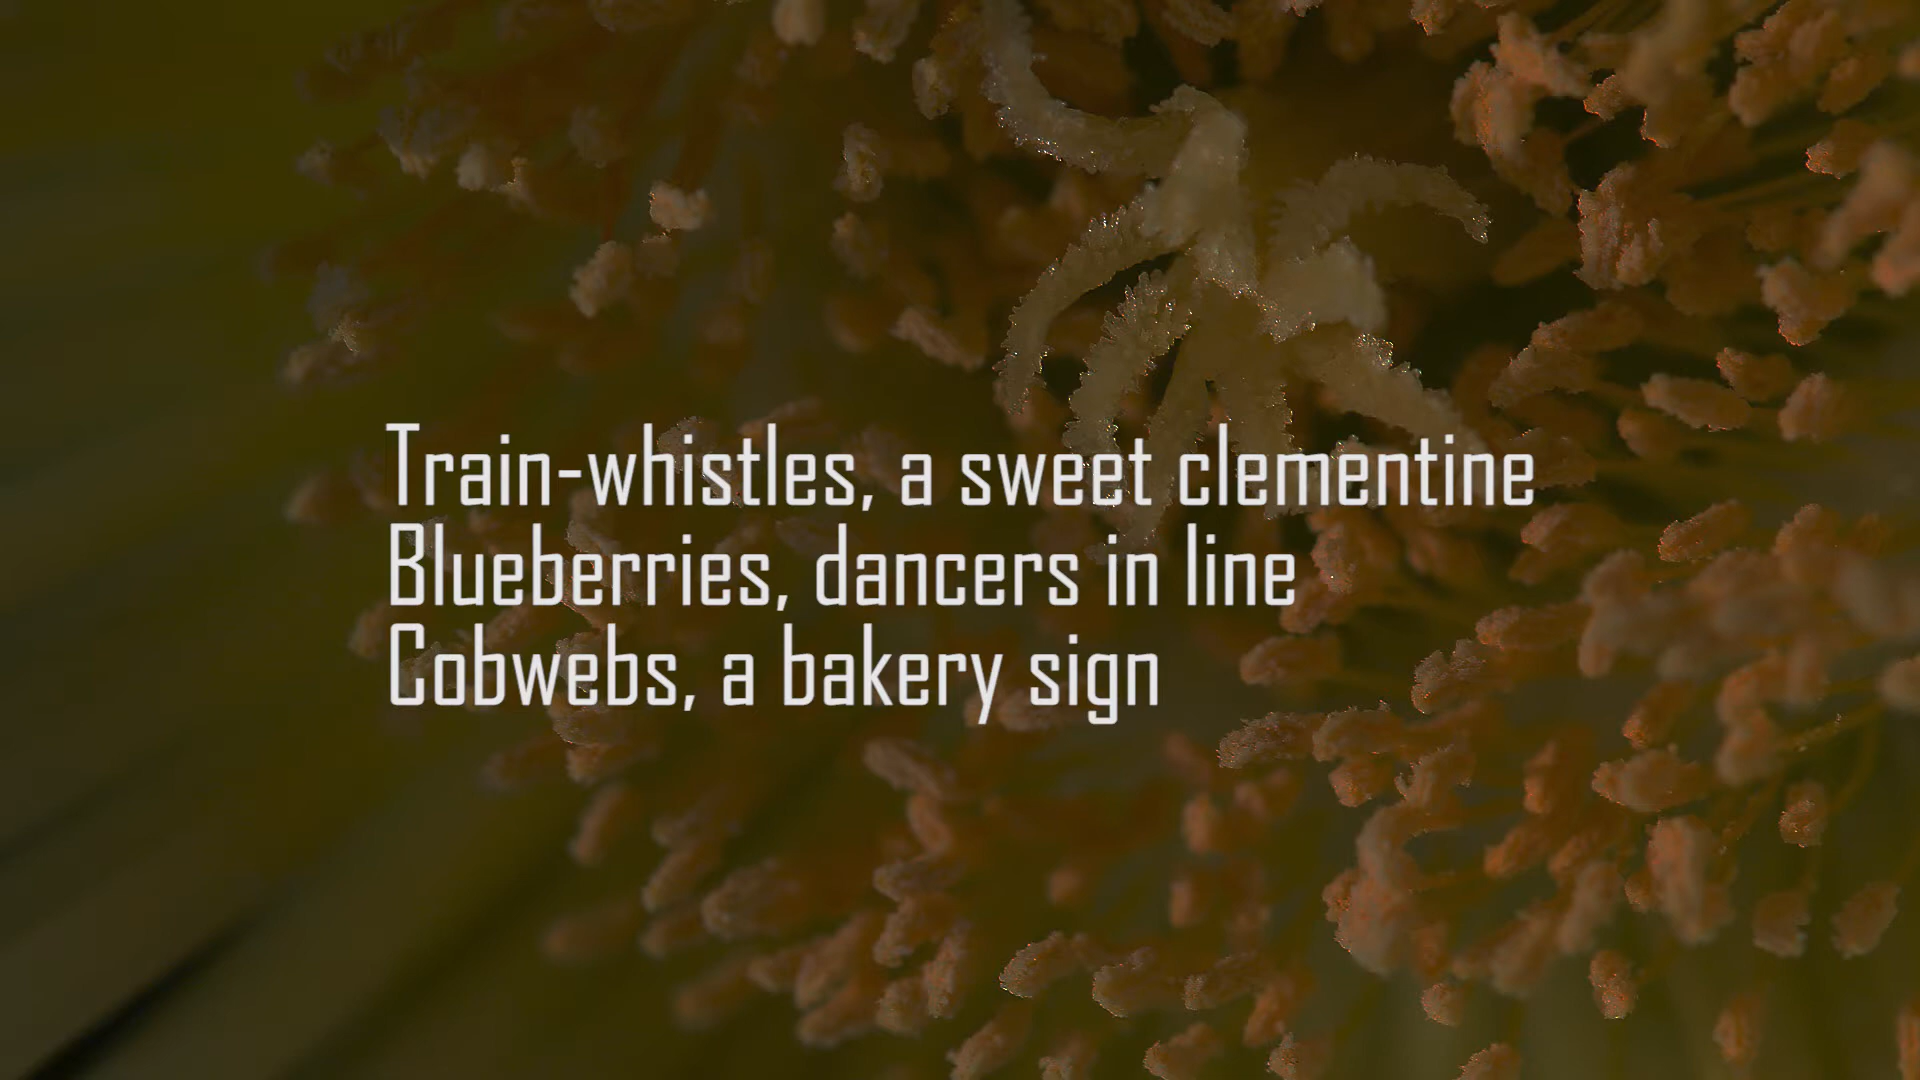 Train-whistles, a sweet clementine
Blueberries, dancers in line
Cobwebs, a bakery sign